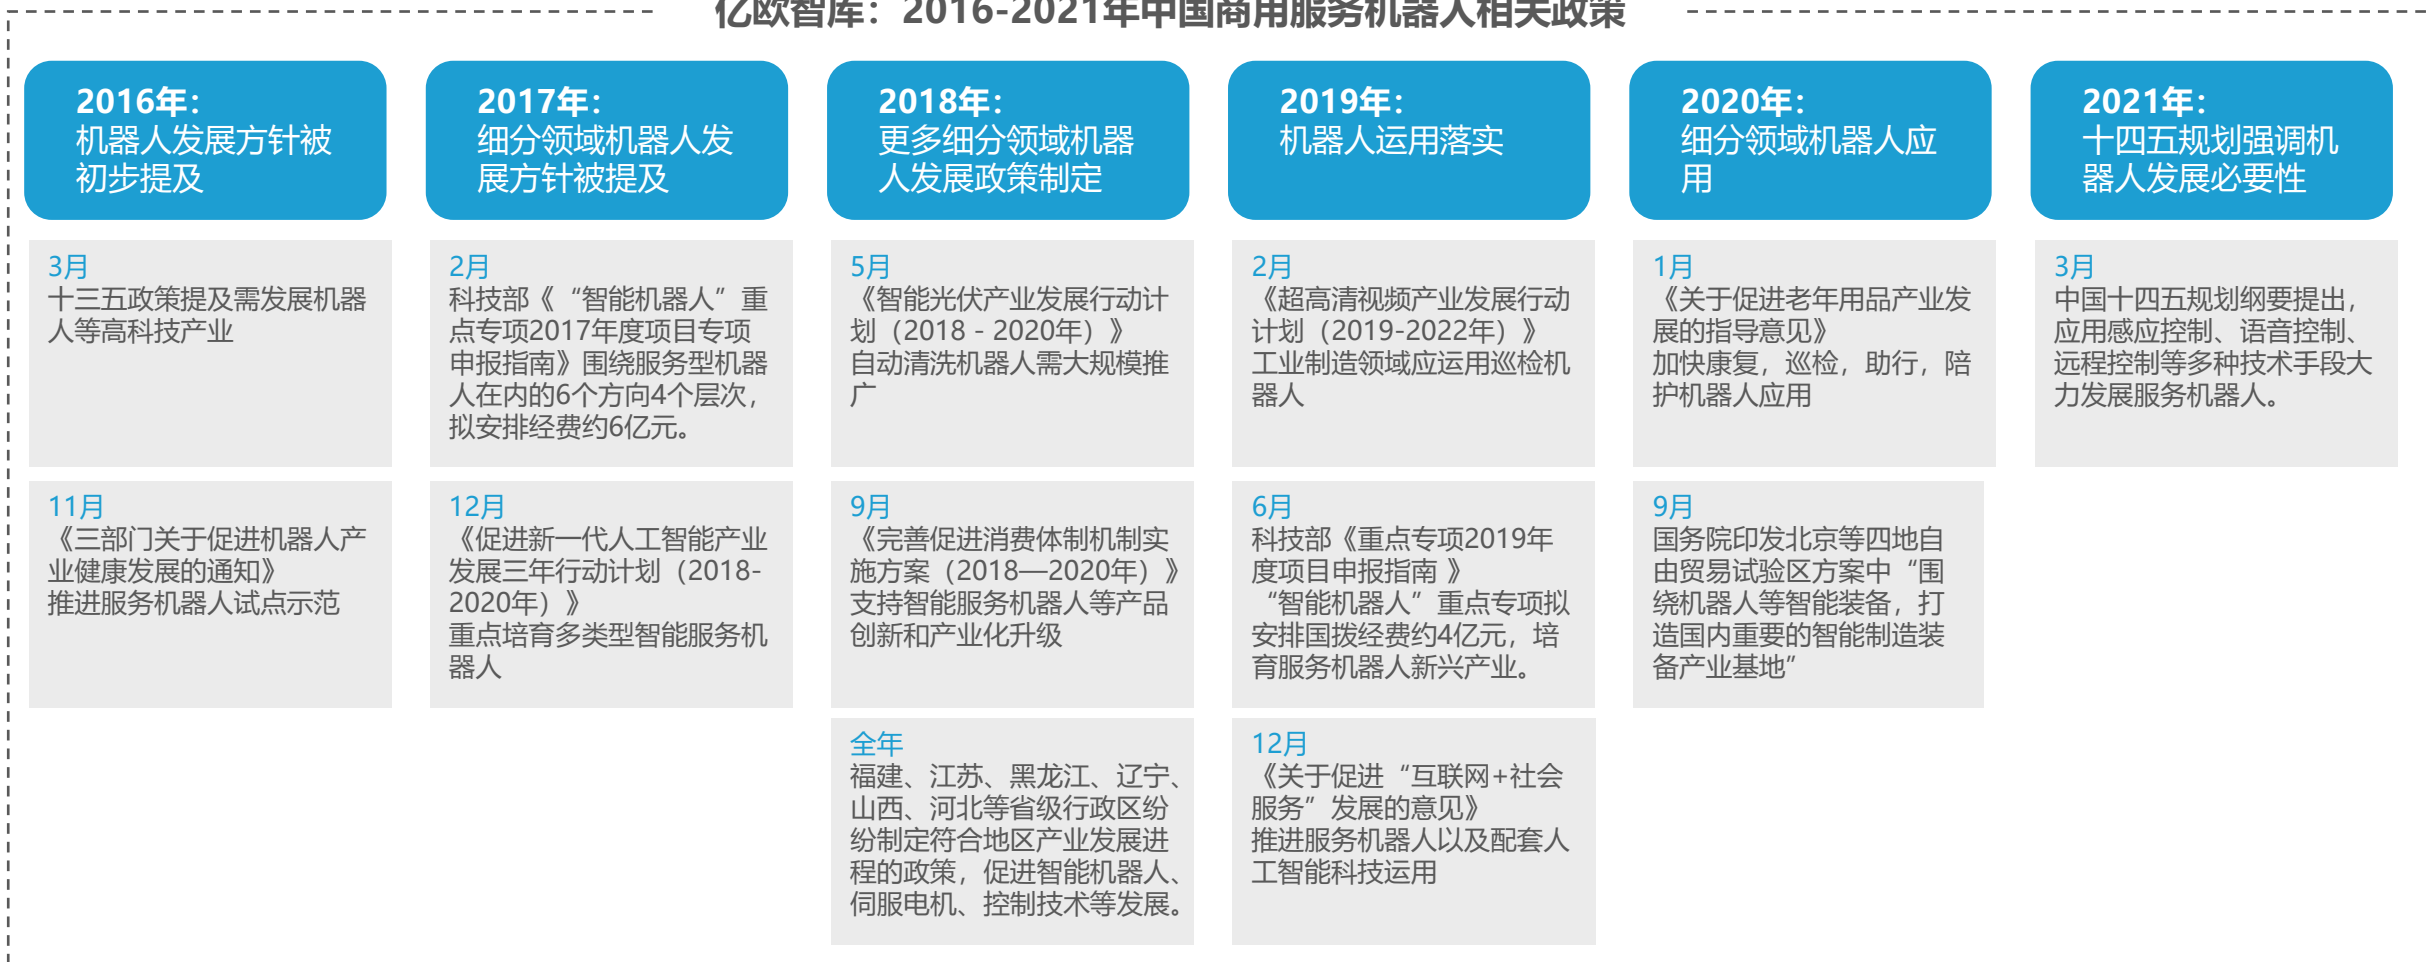 亿欧智库：2016-2021年中国商用服务机器人相关政策
2016年：
机器人发展方针被
初步提及
3月
十三五政策提及需发展机器
人等高科技产业
11月
《三部门关于促进机器人产
业健康发展的通知》
推进服务机器人试点示范
2017年：
细分领域机器人发
展方针被提及
2月
科技部《“智能机器人”重
点专项2017年度项目专项
申报指南》围绕服务型机器
人在内的6个方向4个层次，
拟安排经费约6亿元。
12月
《促进新一代人工智能产业
发展三年行动计划（2018-
2020年）》
重点培育多类型智能服务机
器人
2018年：
更多细分领域机器
人发展政策制定
5月
《智能光伏产业发展行动计
划（2018 - 2020年）》
自动清洗机器人需大规模推
广
9月
《完善促进消费体制机制实
施方案（2018—2020年）》
支持智能服务机器人等产品
创新和产业化升级
全年
福建、江苏、黑龙江、辽宁、
山西、河北等省级行政区纷
纷制定符合地区产业发展进
程的政策，促进智能机器人、
伺服电机、控制技术等发展。
2019年：
机器人运用落实
2月
《超高清视频产业发展行动
计划（2019-2022年）》
工业制造领域应运用巡检机
器人
6月
科技部《重点专项2019年
度项目申报指南 》
“智能机器人”重点专项拟
安排国拨经费约4亿元，培
育服务机器人新兴产业。
12月
《关于促进“互联网+社会
服务”发展的意见》
推进服务机器人以及配套人
工智能科技运用
2020年：
细分领域机器人应
用
1月
《关于促进老年用品产业发
展的指导意见》
加快康复，巡检，助行，陪
护机器人应用
9月
国务院印发北京等四地自
由贸易试验区方案中“围
绕机器人等智能装备，打
造国内重要的智能制造装
备产业基地”
2021年：
十四五规划强调机
器人发展必要性
3月
中国十四五规划纲要提出，
应用感应控制、语音控制、
远程控制等多种技术手段大
力发展服务机器人。